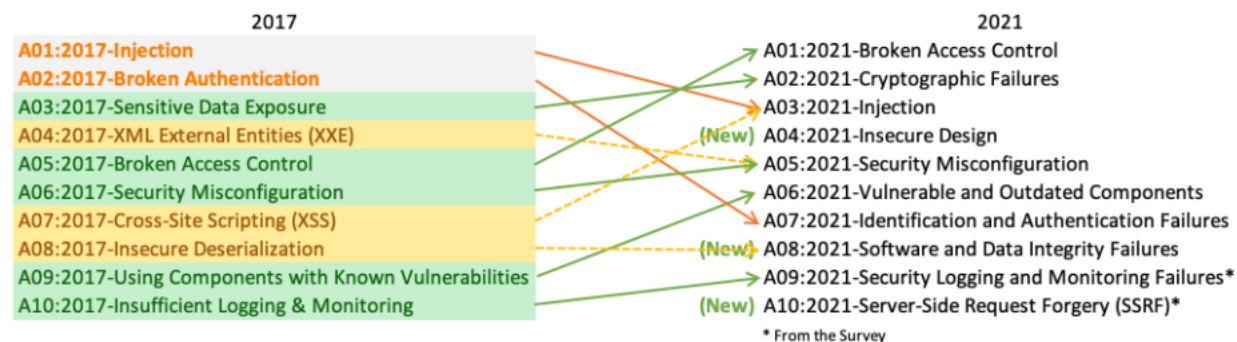 2017
A01:2017-Injection
A02:2017-Broken Authentication
A03:2017-Sensitive Data Exposure
A04:2017-XML External Entities (XXE)
A05:2017-Broken Access Control
A06:2017-Security Misconfiguration
A07:2017-Cross-Site Scripting (XSS)
A08:2017-Insecure Deserialization
A09:2017-Using Components with Known Vulnerabilities
A10:2017-Insufficient Logging & Monitoring
2021
A01:2021-Broken Access Control
A02:2021-Cryptographic Failures
A03:2021-Injection
(New) A04:2021-Insecure Design
A05:2021-Security Misconfiguration
A06:2021-Vulnerable and Outdated Components
A07:2021-Identification and Authentication Failures
(New) A08:2021-Software and Data Integrity Failures
A09:2021-Security Logging and Monitoring Failures*
(New) A10:2021-Server-Side Request Forgery (SSRF)*
* From the Survey